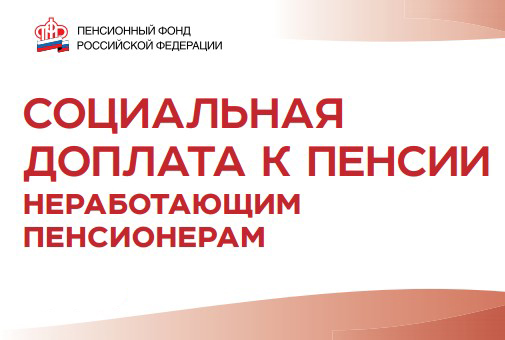 ПЕНСИОННЫЙ ФОНД
РОССИЙСКОЙ ФЕДЕРАЦИИ
СОЦИАЛЬНАЯ
ДОПЛАТА К ПЕНСИИ
НЕРАБОТАЮЩИМ
ПЕНСИОНЕРАМ